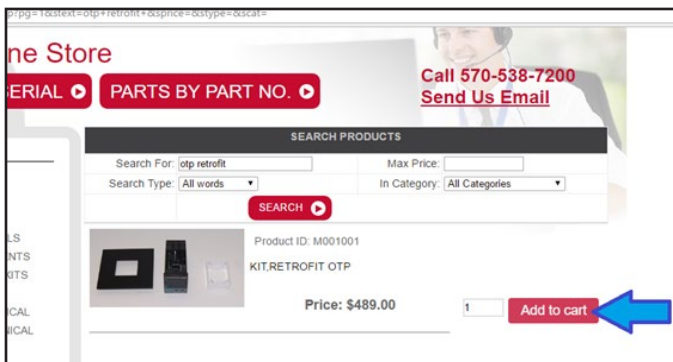 p?pg=1&stext=otp+retrofit+&sprice=&stype=&scat=
ne Store
ERIAL
PARTS BY PART NO.
Call 570-538-7200
Send Us Email
SEARCH PRODUCTS
Search For: otp retrofit
Max Price:
Search Type: All words
In Category: All Categories
SEARCH
LS
NTS
KITS
ICAL
NICAL
Product ID: M001001
KIT,RETROFIT OTP
Price: $489.00
1
Add to cart